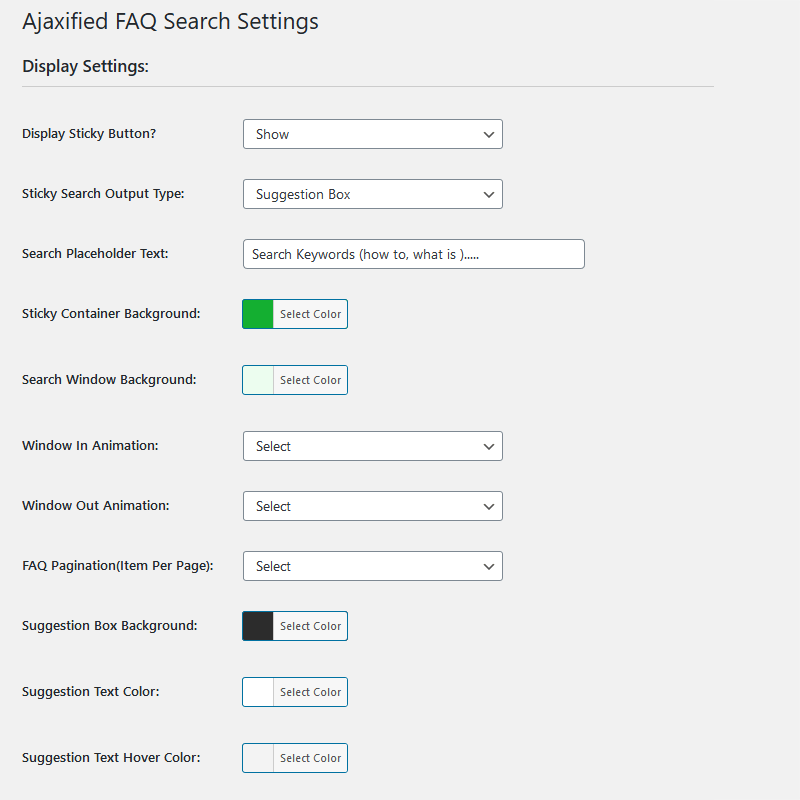 Ajaxified FAQ Search Settings
Display Settings:
Display Sticky Button? Show
Sticky Search Output Type: Suggestion Box
Search Placeholder Text: Search Keywords (how to, what is ).....
Sticky Container Background: Select Color
Search Window Background: Select Color
Window In Animation: Select
Window Out Animation: Select
FAQ Pagination(Item Per Page): Select
Suggestion Box Background: Select Color
Suggestion Text Color: Select Color
Suggestion Text Hover Color: Select Color